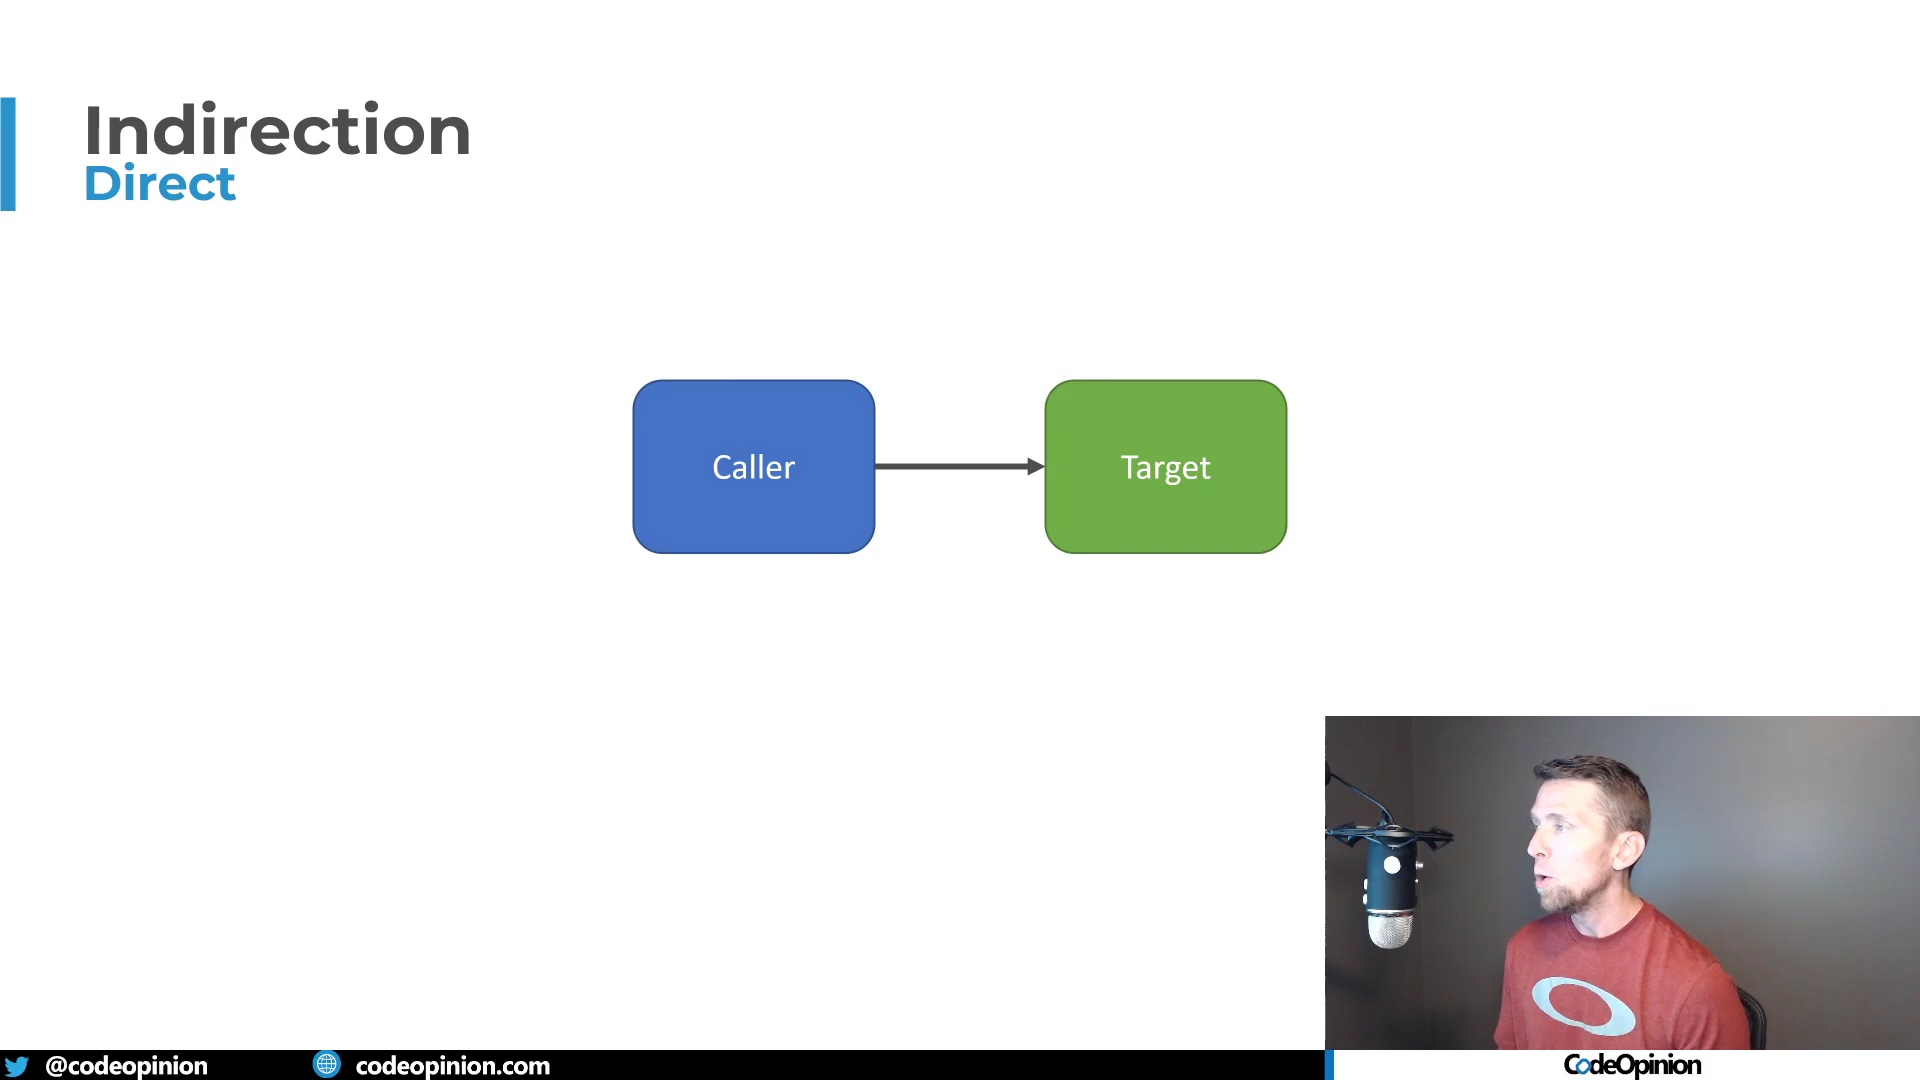 Indirection
Direct
Caller
Target
@codeopinion
codeopinion.com
CodeOpinion